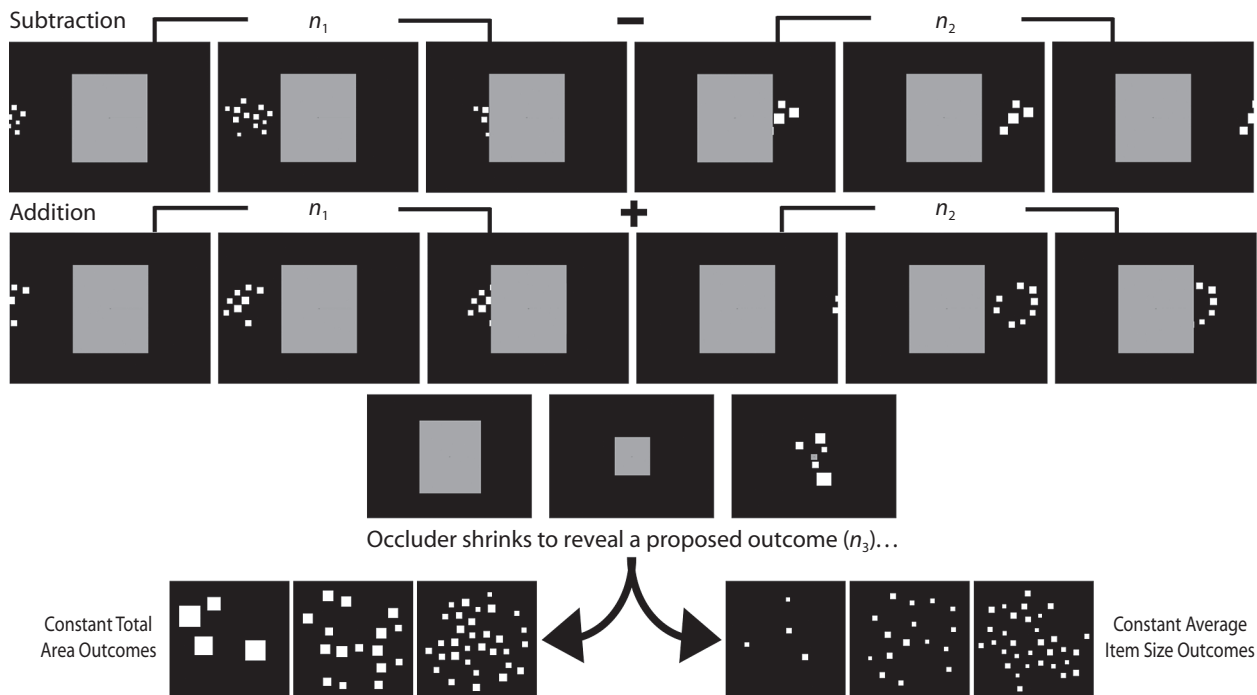 Subtraction n₁ − n₂
Addition n₁ + n₂
Occluder shrinks to reveal a proposed outcome (n₃)…
Constant Total
Area Outcomes
Constant Average
Item Size Outcomes